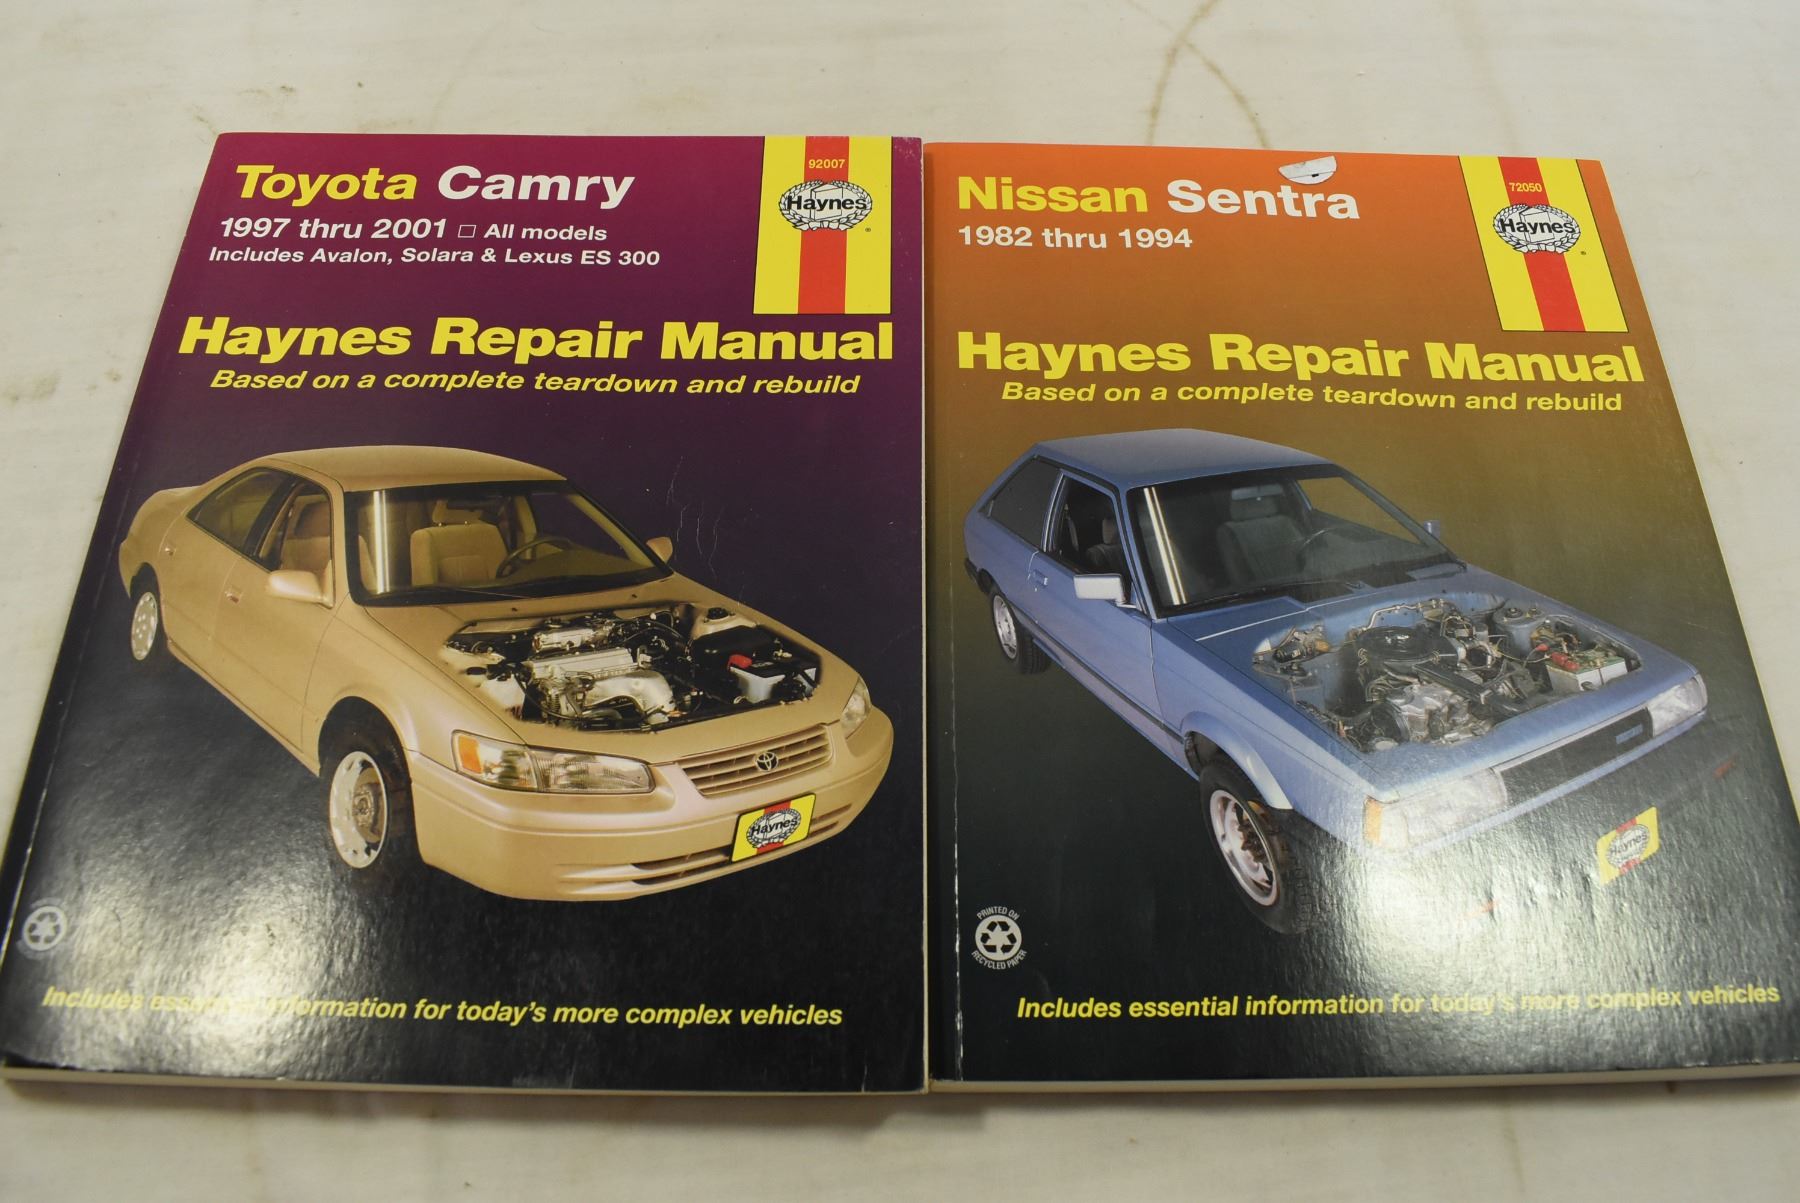 Toyota Camry
1997 thru 2001 □ All models
Includes Avalon, Solara & Lexus ES 300
92007
Haynes
®
Haynes Repair Manual
Based on a complete teardown and rebuild
Haynes
Includes essential information for today's more complex vehicles
Nissan Sentra
1982 thru 1994
72050
Haynes
®
Haynes Repair Manual
Based on a complete teardown and rebuild
Haynes
PRINTED ON
RECYCLED PAPER
Includes essential information for today's more complex vehicles